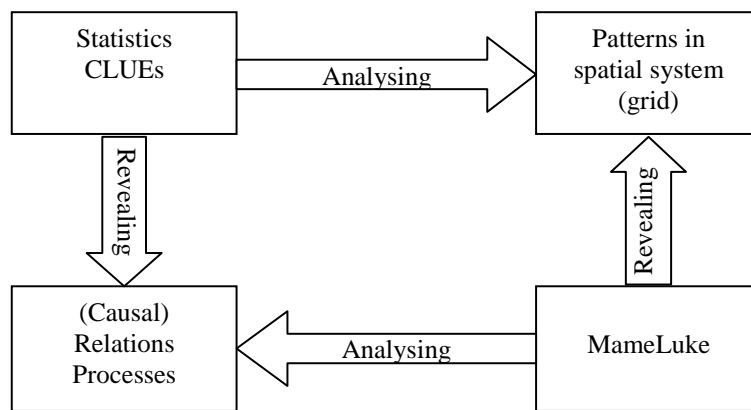 Statistics
CLUEs
Analysing
Patterns in
spatial system
(grid)
Revealing
Revealing
(Causal)
Relations
Processes
Analysing
MameLuke